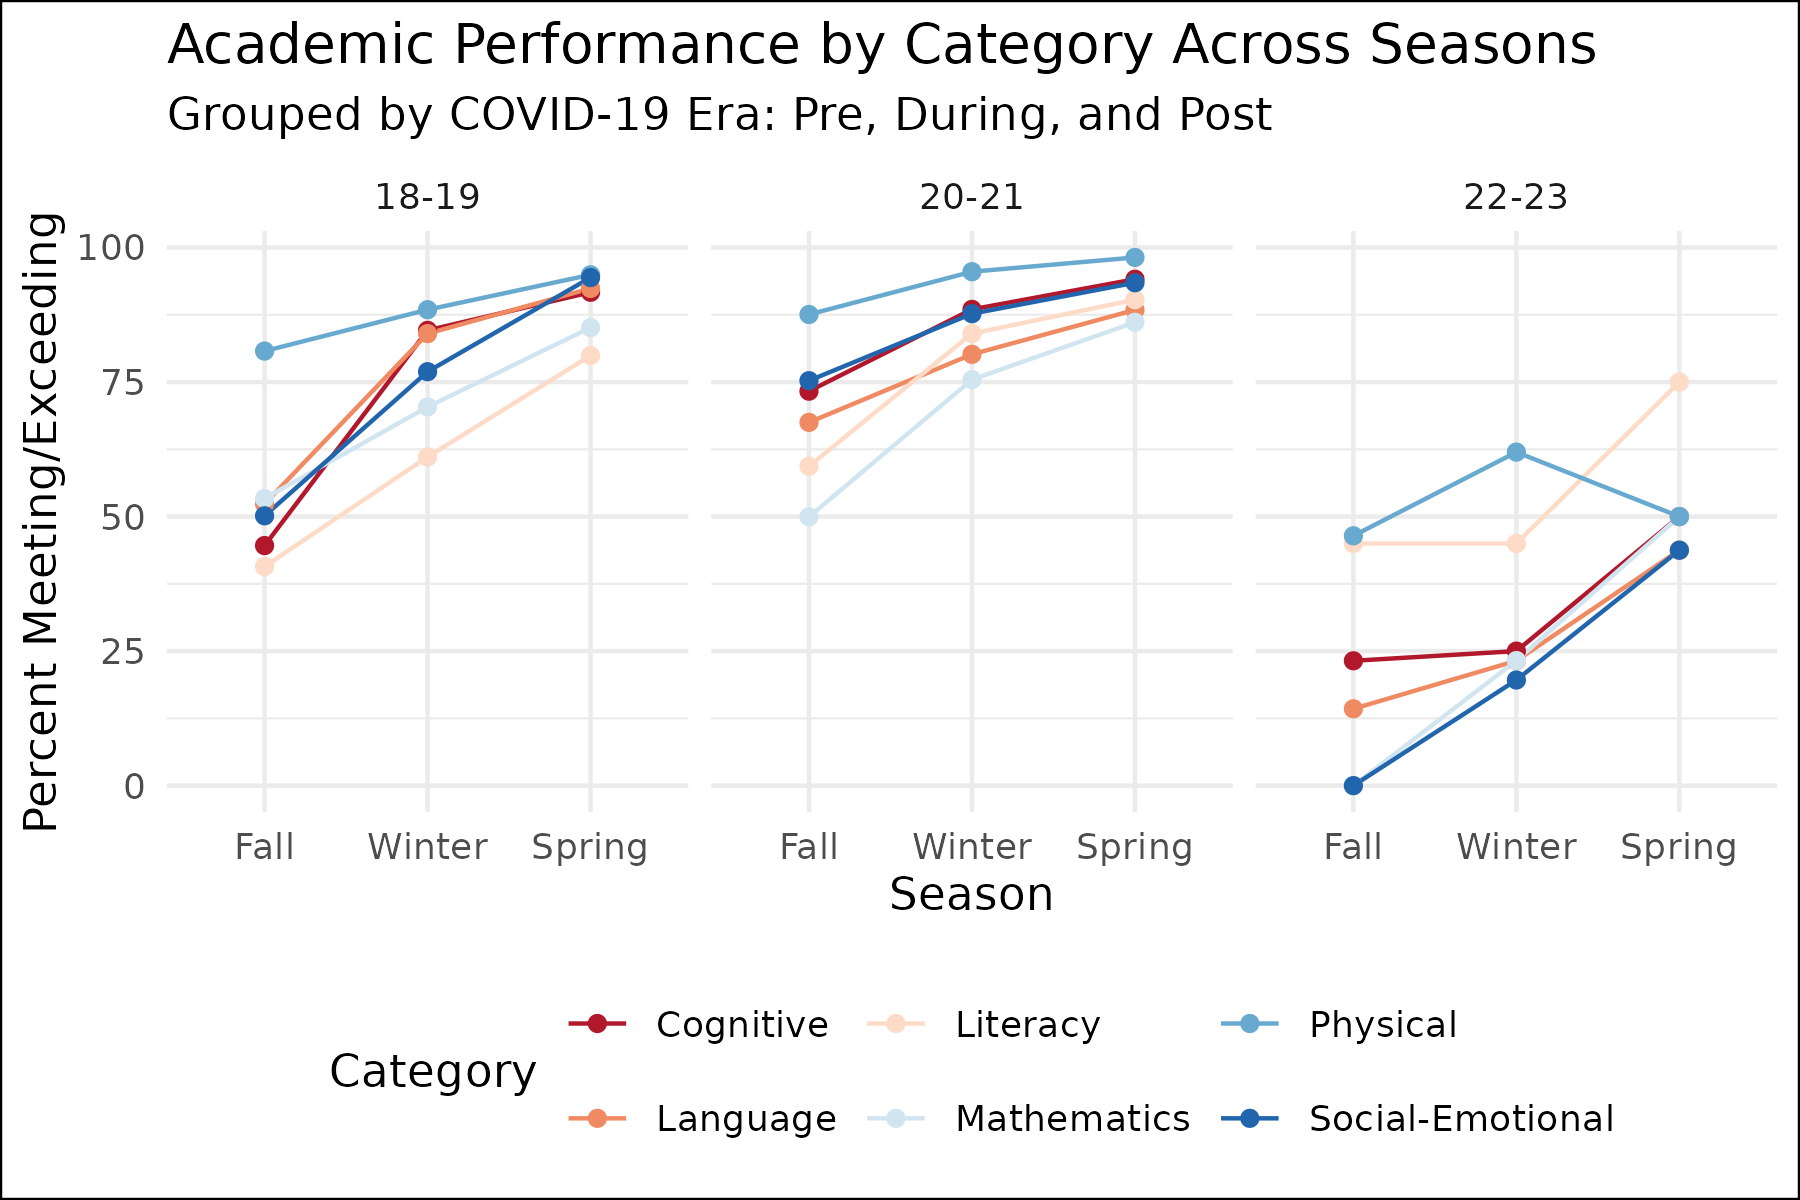 Academic Performance by Category Across Seasons
Grouped by COVID-19 Era: Pre, During, and Post
18-19 20-21 22-23
Percent Meeting/Exceeding
100
75
50
25
0
Fall Winter Spring Fall Winter Spring Fall Winter Spring
Season
Category
Cognitive Literacy Physical
Language Mathematics Social-Emotional